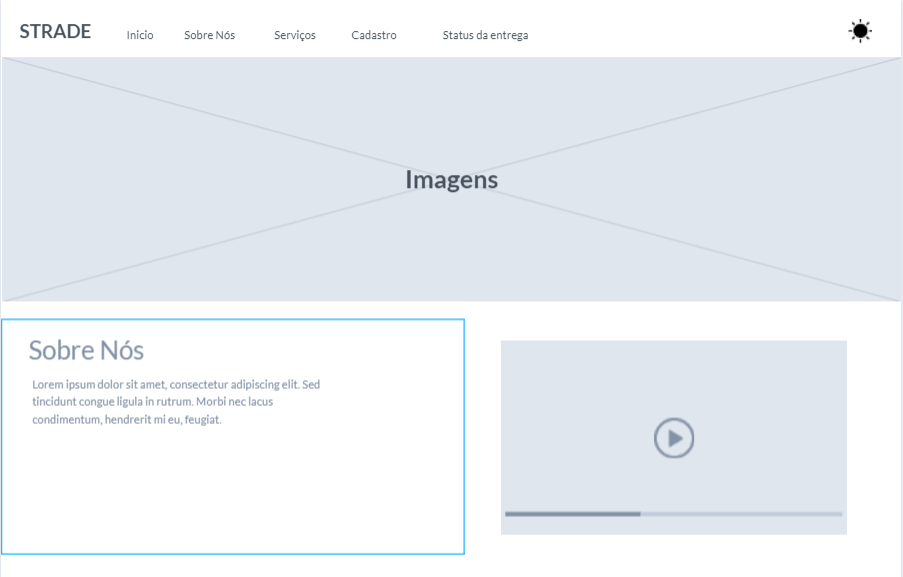 STRADE
Inicio
Sobre Nós
Serviços
Cadastro
Status da entrega
Imagens
Sobre Nós
Lorem ipsum dolor sit amet, consectetur adipiscing elit. Sed
tincidunt congue ligula in rutrum. Morbi nec lacus
condimentum, hendrerit mi eu, feugiat.